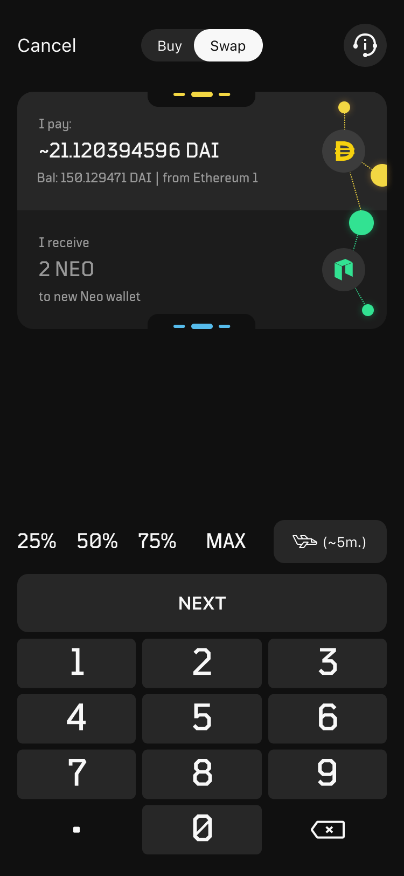 Cancel
Buy
Swap
I pay:
~21.120394596 DAI
Bal: 150.129471 DAI | from Ethereum 1
I receive
2 NEO
to new Neo wallet
25% 50% 75% MAX
(~5m.)
NEXT
1 2 3
4 5 6
7 8 9
. 0